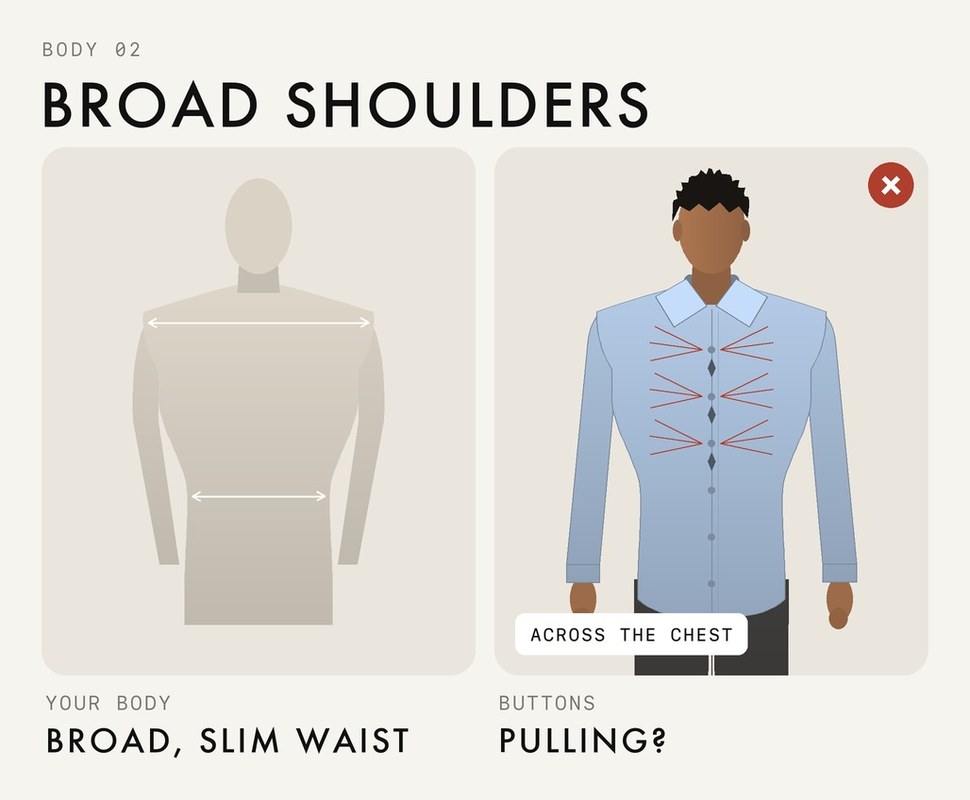 BODY 02
BROAD SHOULDERS
ACROSS THE CHEST
YOUR BODY
BROAD, SLIM WAIST
BUTTONS
PULLING?